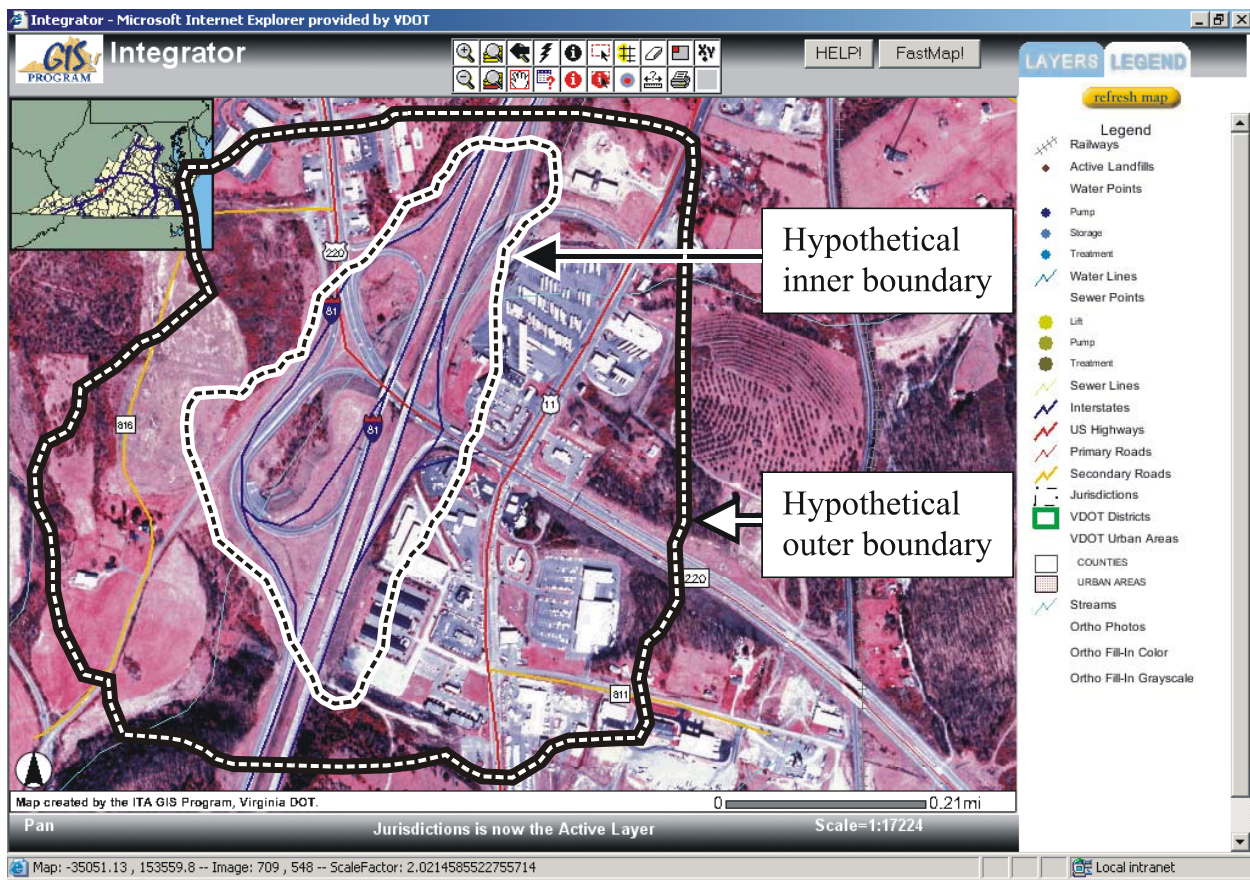 Integrator - Microsoft Internet Explorer provided by VDOT
GIS
PROGRAM
Integrator
HELP!
FastMap!
LAYERS
LEGEND
refresh map
Legend
Railways
Active Landfills
Water Points
Pump
Storage
Treatment
Water Lines
Sewer Points
Lift
Pump
Treatment
Sewer Lines
Interstates
US Highways
Primary Roads
Secondary Roads
Jurisdictions
VDOT Districts
VDOT Urban Areas
COUNTIES
URBAN AREAS
Streams
Ortho Photos
Ortho Fill-In Color
Ortho Fill-In Grayscale
220
81
Hypothetical
inner boundary
11
816
81
Hypothetical
outer boundary
220
811
Map created by the ITA GIS Program, Virginia DOT.
0
0.21mi
Pan
Jurisdictions is now the Active Layer
Scale=1:17224
Map: -35051.13 , 153559.8 -- Image: 709 , 548 -- ScaleFactor: 2.0214585522755714
Local intranet